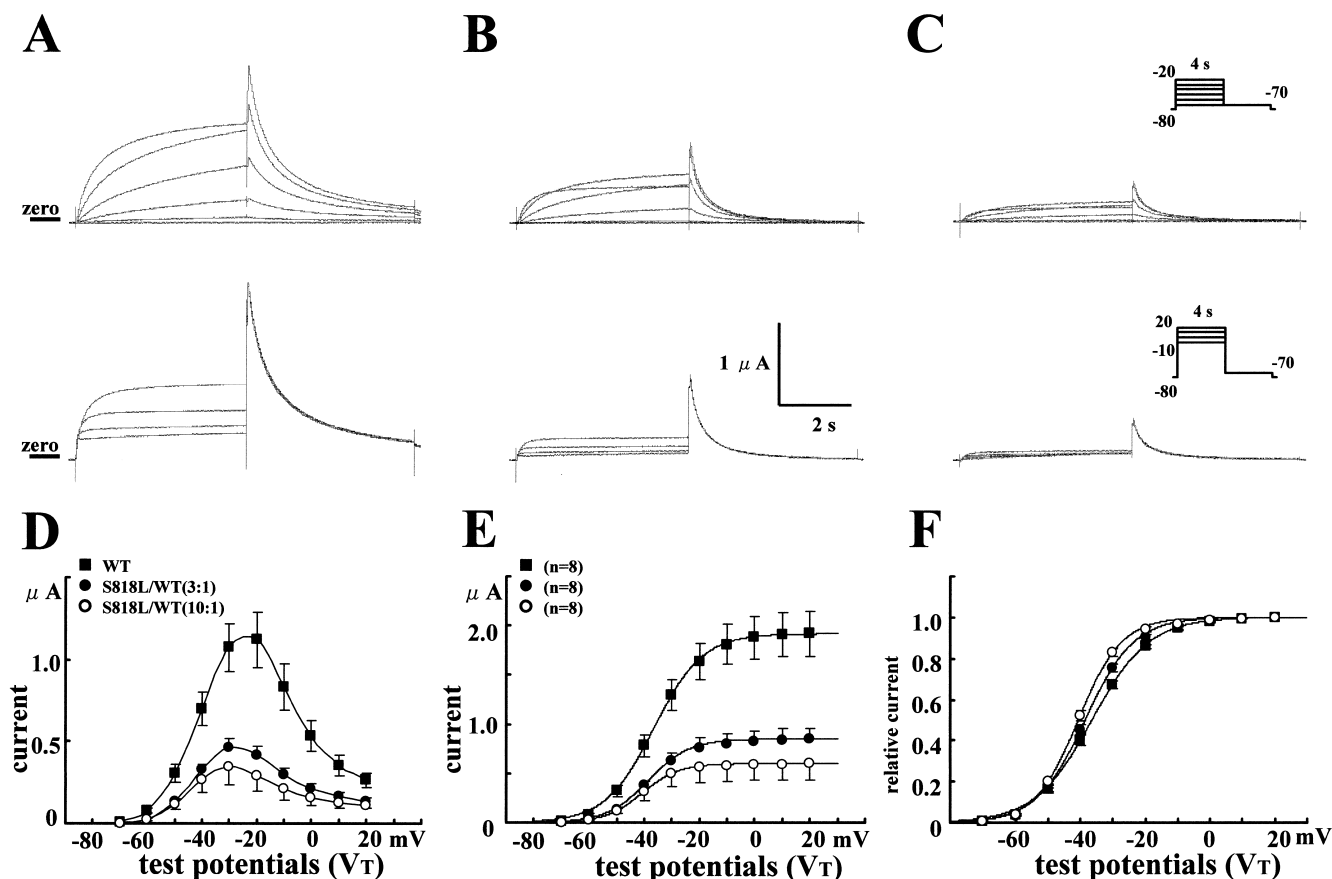 A
B
C
-20
4 s
-70
-80
zero
1 μ A
2 s
20
4 s
-10
-70
-80
zero
D
WT
S818L/WT(3:1)
S818L/WT(10:1)
μ A
1.0
0.5
0
current
-80 -60 -40 -20 0 20 mV
test potentials (VT)
E
(n=8)
(n=8)
(n=8)
μ A
2.0
1.0
0
current
-80 -60 -40 -20 0 20 mV
test potentials (VT)
F
1.0
0.8
0.6
0.4
0.2
0
relative current
-60 -40 -20 0 20 mV
test potentials (VT)